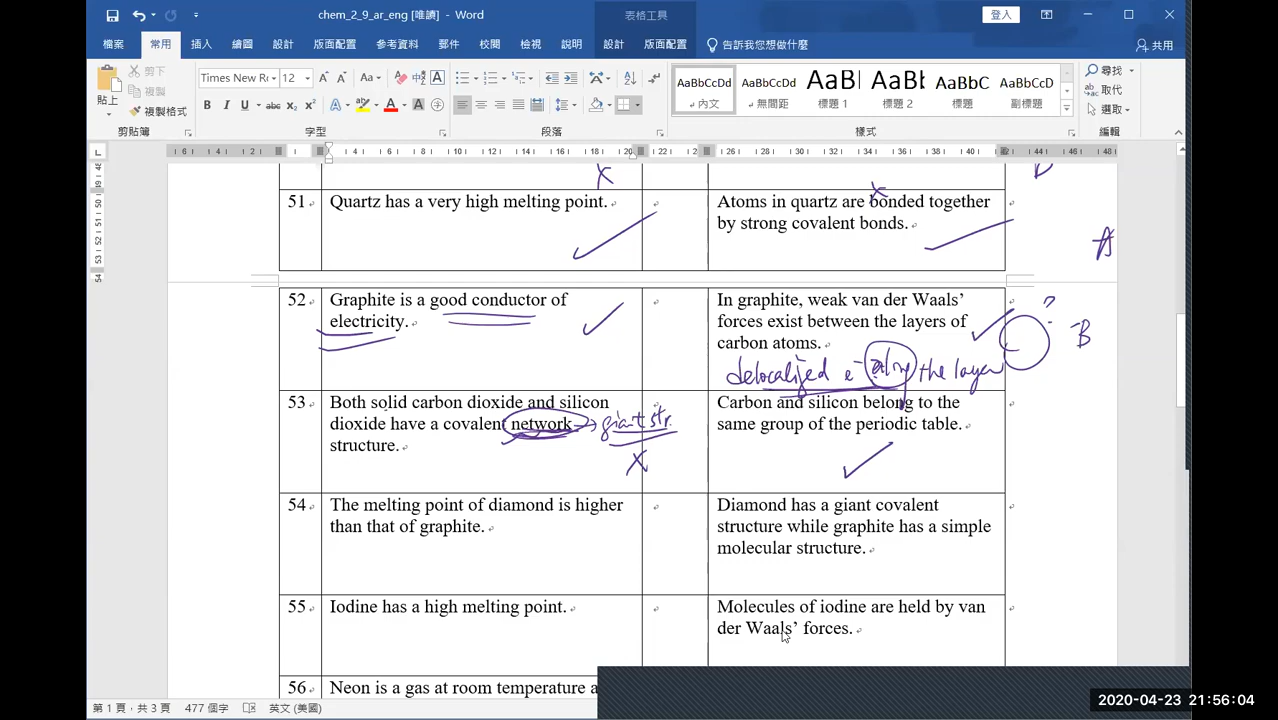 chem_2_9_ar_eng [唯讀] - Word
表格工具
登入
檔案 常用 插入 繪圖 設計 版面配置 參考資料 郵件 校閱 檢視 說明 設計 版面配置 告訴我您想做什麼 共用
貼上 剪下 複製 複製格式
Times New Ro 12
AaBbCcDd AaBbCcDd AaBl AaBb AaBbC AaBbCcD
內文 無間距 標題 1 標題 2 標題 副標題
尋找 取代 選取
剪貼簿 字型 段落 樣式 編輯
X D
51 Quartz has a very high melting point. Atoms in quartz are bonded together
by strong covalent bonds.
A
52 Graphite is a good conductor of
electricity.
In graphite, weak van der Waals’
forces exist between the layers of
carbon atoms.
delocalized e⁻ along the layer
? B
53 Both solid carbon dioxide and silicon
dioxide have a covalent network
structure.
giant str.
X
Carbon and silicon belong to the
same group of the periodic table.
54 The melting point of diamond is higher
than that of graphite.
Diamond has a giant covalent
structure while graphite has a simple
molecular structure.
55 Iodine has a high melting point.
Molecules of iodine are held by van
der Waals’ forces.
56 Neon is a gas at room temperature a
第 1 頁，共 3 頁 477 個字 英文 (美國)
2020-04-23 21:56:04